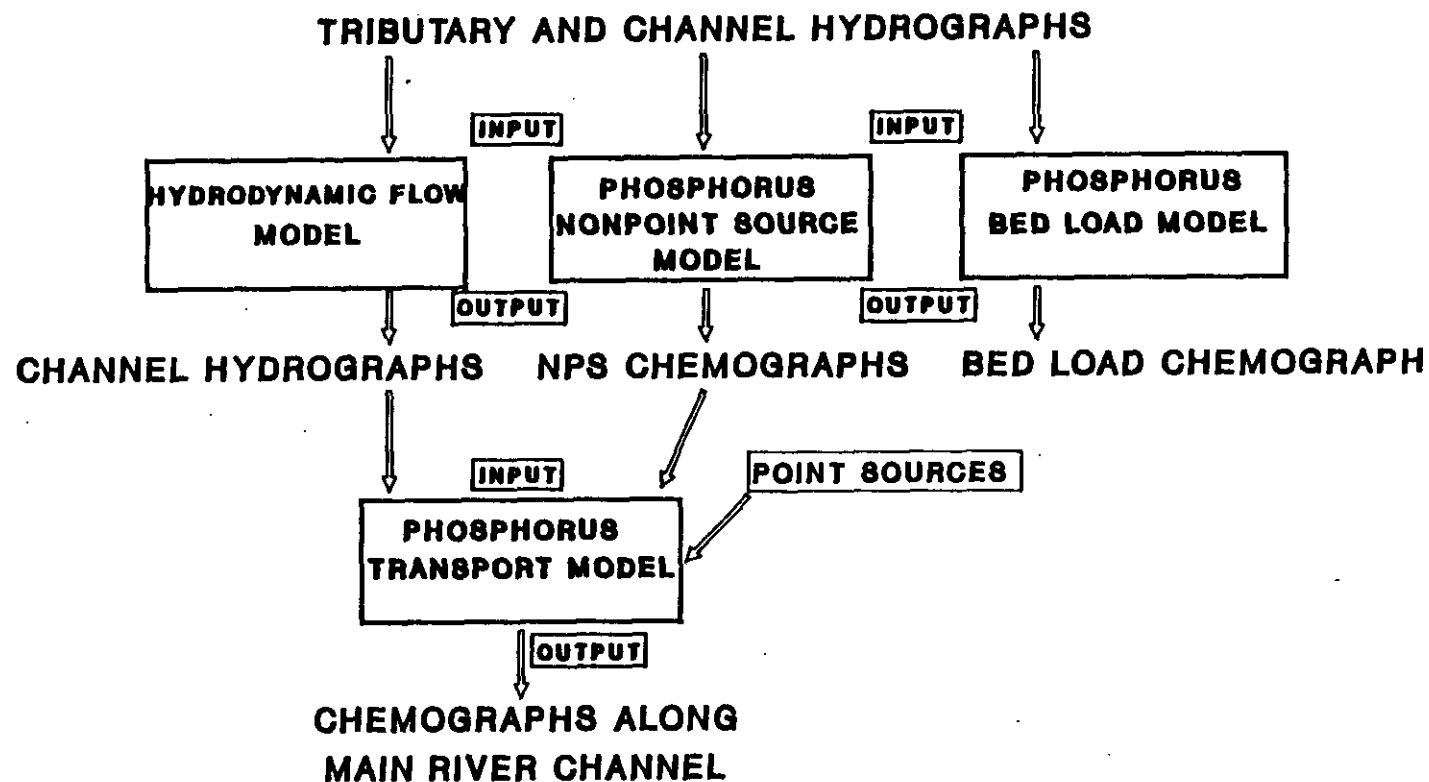 TRIBUTARY AND CHANNEL HYDROGRAPHS
INPUT
INPUT
HYDRODYNAMIC FLOW
MODEL
PHOSPHORUS
NONPOINT SOURCE
MODEL
PHOSPHORUS
BED LOAD MODEL
OUTPUT
OUTPUT
CHANNEL HYDROGRAPHS
NPS CHEMOGRAPHS
BED LOAD CHEMOGRAPH
INPUT
POINT SOURCES
PHOSPHORUS
TRANSPORT MODEL
OUTPUT
CHEMOGRAPHS ALONG
MAIN RIVER CHANNEL